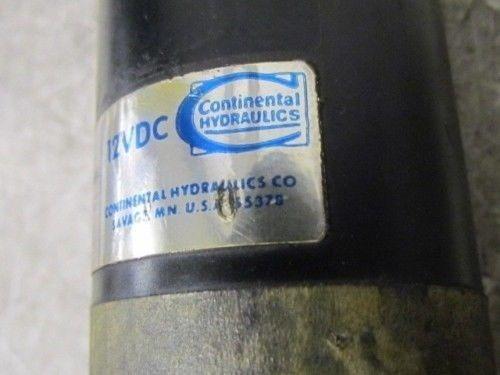 12VDC
Continental
HYDRAULICS
CONTINENTAL HYDRAULICS CO
SAVAGE MN U.S.A 55378